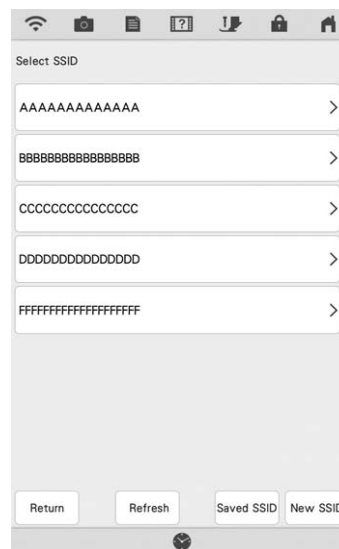 Select SSID
AAAAAAAAAAAAA
BBBBBBBBBBBBBBBBB
CCCCCCCCCCCCCCC
DDDDDDDDDDDDDDD
FFFFFFFFFFFFFFFFFFFF
Return Refresh Saved SSID New SSID